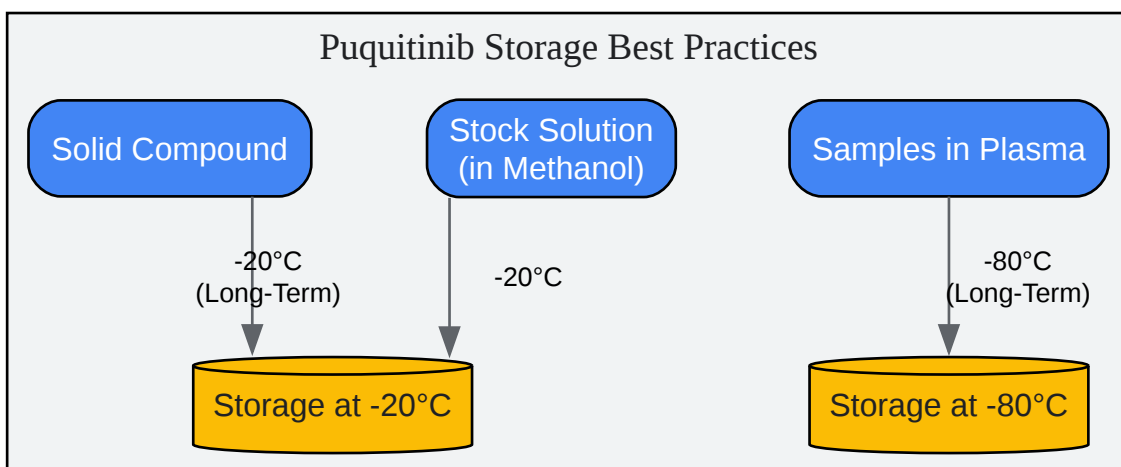 Puquitinib Storage Best Practices
Solid Compound
Stock Solution
(in Methanol)
Samples in Plasma
-20°C
(Long-Term)
-20°C
-80°C
(Long-Term)
Storage at -20°C
Storage at -80°C